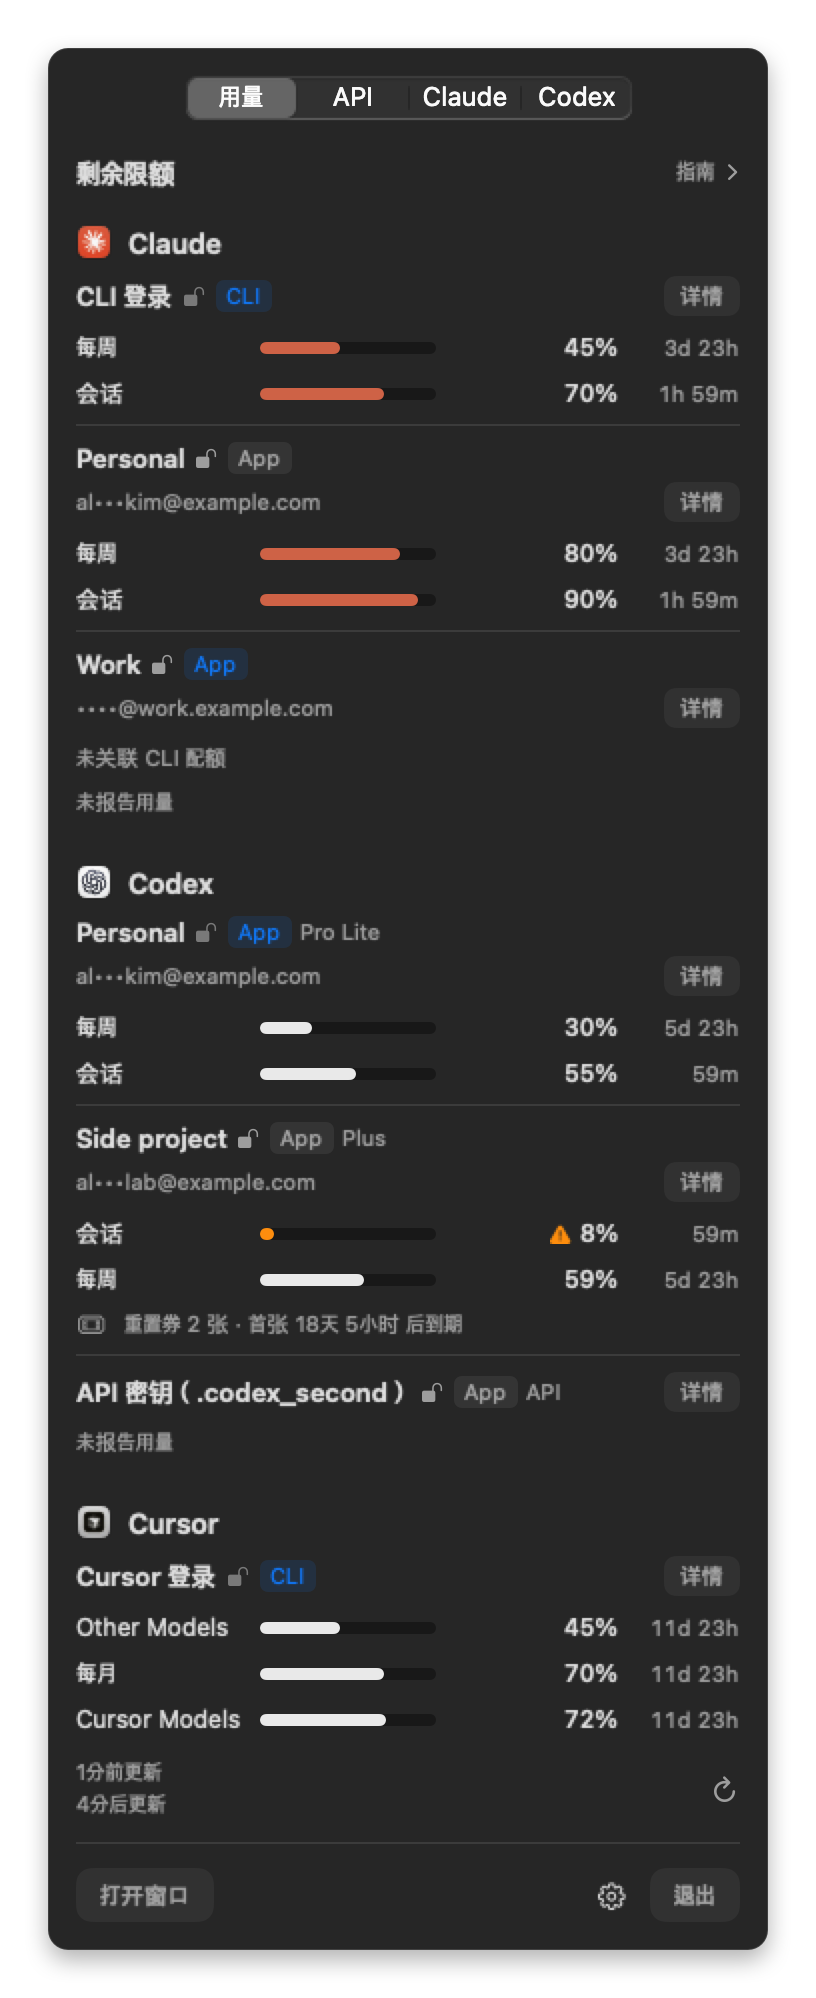 用量 API Claude Codex
剩余限额 指南
Claude
CLI 登录 CLI 详情
每周 45% 3d 23h
会话 70% 1h 59m
Personal App
al•••kim@example.com 详情
每周 80% 3d 23h
会话 90% 1h 59m
Work App
••••@work.example.com 详情
未关联 CLI 配额
未报告用量
Codex
Personal App Pro Lite
al•••kim@example.com 详情
每周 30% 5d 23h
会话 55% 59m
Side project App Plus
al•••lab@example.com 详情
会话 8% 59m
每周 59% 5d 23h
重置券 2 张 · 首张 18天 5小时 后到期
API 密钥（.codex_second） App API 详情
未报告用量
Cursor
Cursor 登录 CLI 详情
Other Models 45% 11d 23h
每月 70% 11d 23h
Cursor Models 72% 11d 23h
1分前更新
4分后更新
打开窗口 退出